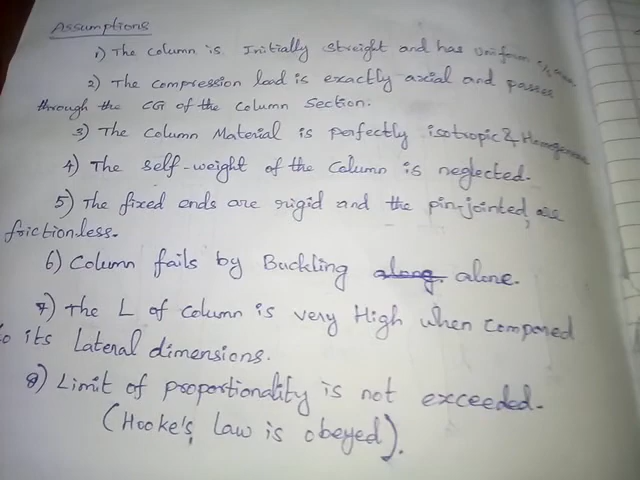 Assumptions
1) The column is Initially streight and has Uniform c/s area.
2) The compression load is exactly axial and passes
through the CG of the column section.
3) The Column Material is perfectly isotropic & Homogeneous
4) The self-weight of the Column is neglected.
5) The fixed ends are rigid and the pin-jointed, are
frictionless.
6) Column fails by Buckling along alone.
7) The L of column is very High when Compared
to its Lateral dimensions.
8) Limit of proportionality is not exceeded.
(Hooke's Law is obeyed).